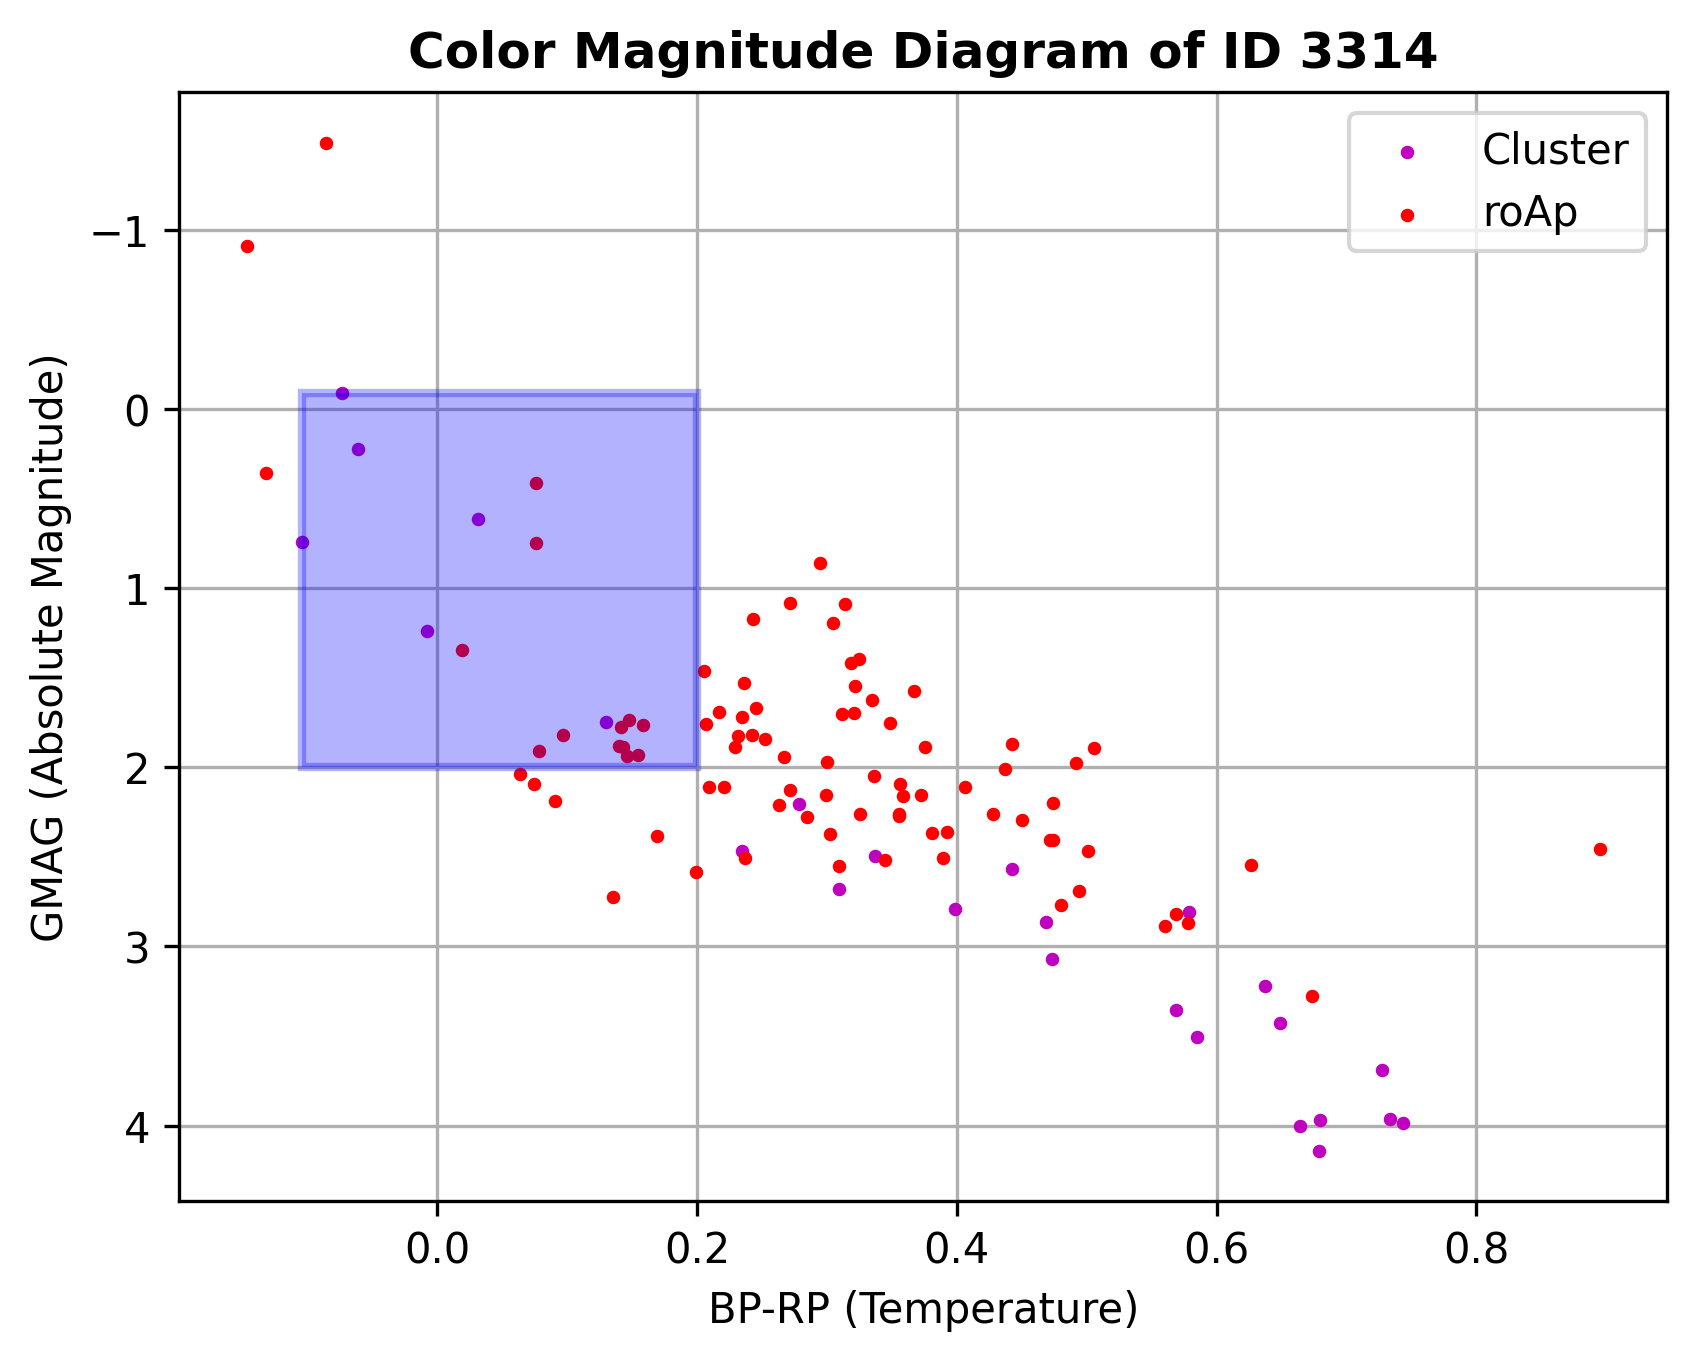 Color Magnitude Diagram of ID 3314
Cluster
roAp
GMAG (Absolute Magnitude)
−1
0
1
2
3
4
0.0 0.2 0.4 0.6 0.8
BP-RP (Temperature)